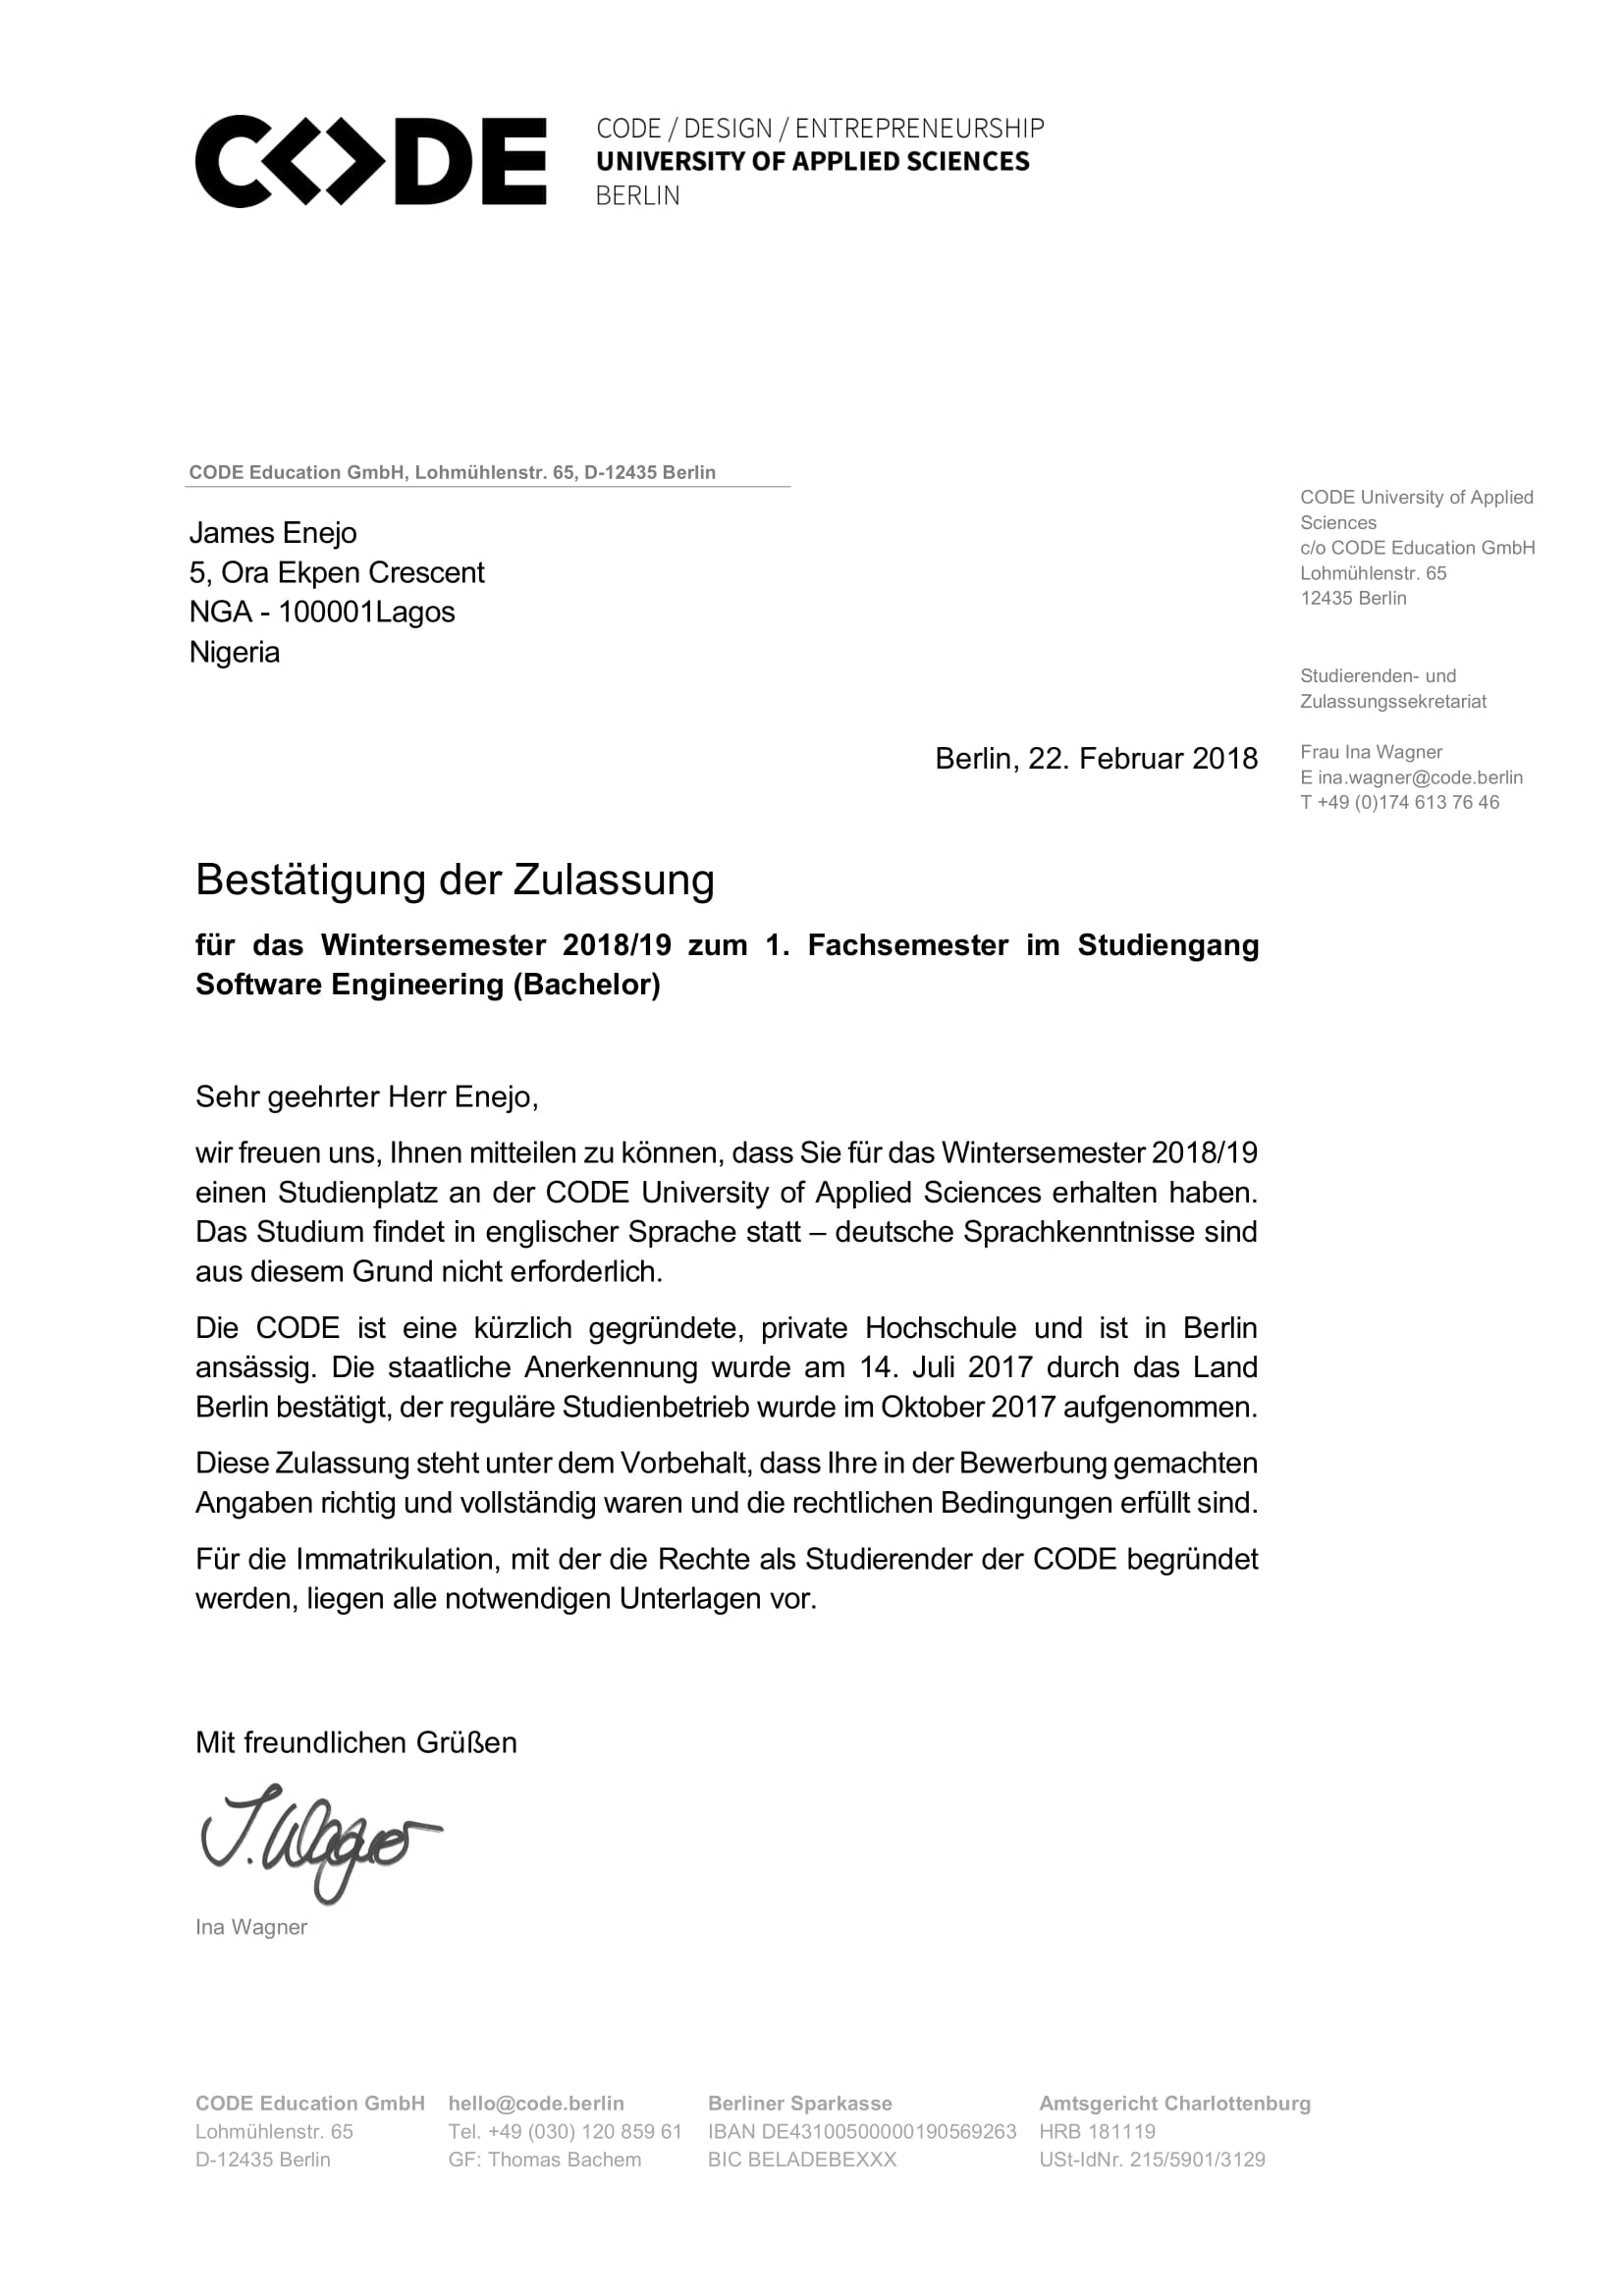 C<>DE
CODE / DESIGN / ENTREPRENEURSHIP
UNIVERSITY OF APPLIED SCIENCES
BERLIN
CODE Education GmbH, Lohmühlenstr. 65, D-12435 Berlin
James Enejo
5, Ora Ekpen Crescent
NGA - 100001Lagos
Nigeria
CODE University of Applied
Sciences
c/o CODE Education GmbH
Lohmühlenstr. 65
12435 Berlin
Studierenden- und
Zulassungssekretariat
Frau Ina Wagner
E ina.wagner@code.berlin
T +49 (0)174 613 76 46
Berlin, 22. Februar 2018
Bestätigung der Zulassung
für das Wintersemester 2018/19 zum 1. Fachsemester im Studiengang
Software Engineering (Bachelor)
Sehr geehrter Herr Enejo,
wir freuen uns, Ihnen mitteilen zu können, dass Sie für das Wintersemester 2018/19
einen Studienplatz an der CODE University of Applied Sciences erhalten haben.
Das Studium findet in englischer Sprache statt – deutsche Sprachkenntnisse sind
aus diesem Grund nicht erforderlich.
Die CODE ist eine kürzlich gegründete, private Hochschule und ist in Berlin
ansässig. Die staatliche Anerkennung wurde am 14. Juli 2017 durch das Land
Berlin bestätigt, der reguläre Studienbetrieb wurde im Oktober 2017 aufgenommen.
Diese Zulassung steht unter dem Vorbehalt, dass Ihre in der Bewerbung gemachten
Angaben richtig und vollständig waren und die rechtlichen Bedingungen erfüllt sind.
Für die Immatrikulation, mit der die Rechte als Studierender der CODE begründet
werden, liegen alle notwendigen Unterlagen vor.
Mit freundlichen Grüßen
I. Wagner
Ina Wagner
CODE Education GmbH
Lohmühlenstr. 65
D-12435 Berlin
hello@code.berlin
Tel. +49 (030) 120 859 61
GF: Thomas Bachem
Berliner Sparkasse
IBAN DE43100500000190569263
BIC BELADEBEXXX
Amtsgericht Charlottenburg
HRB 181119
USt-IdNr. 215/5901/3129